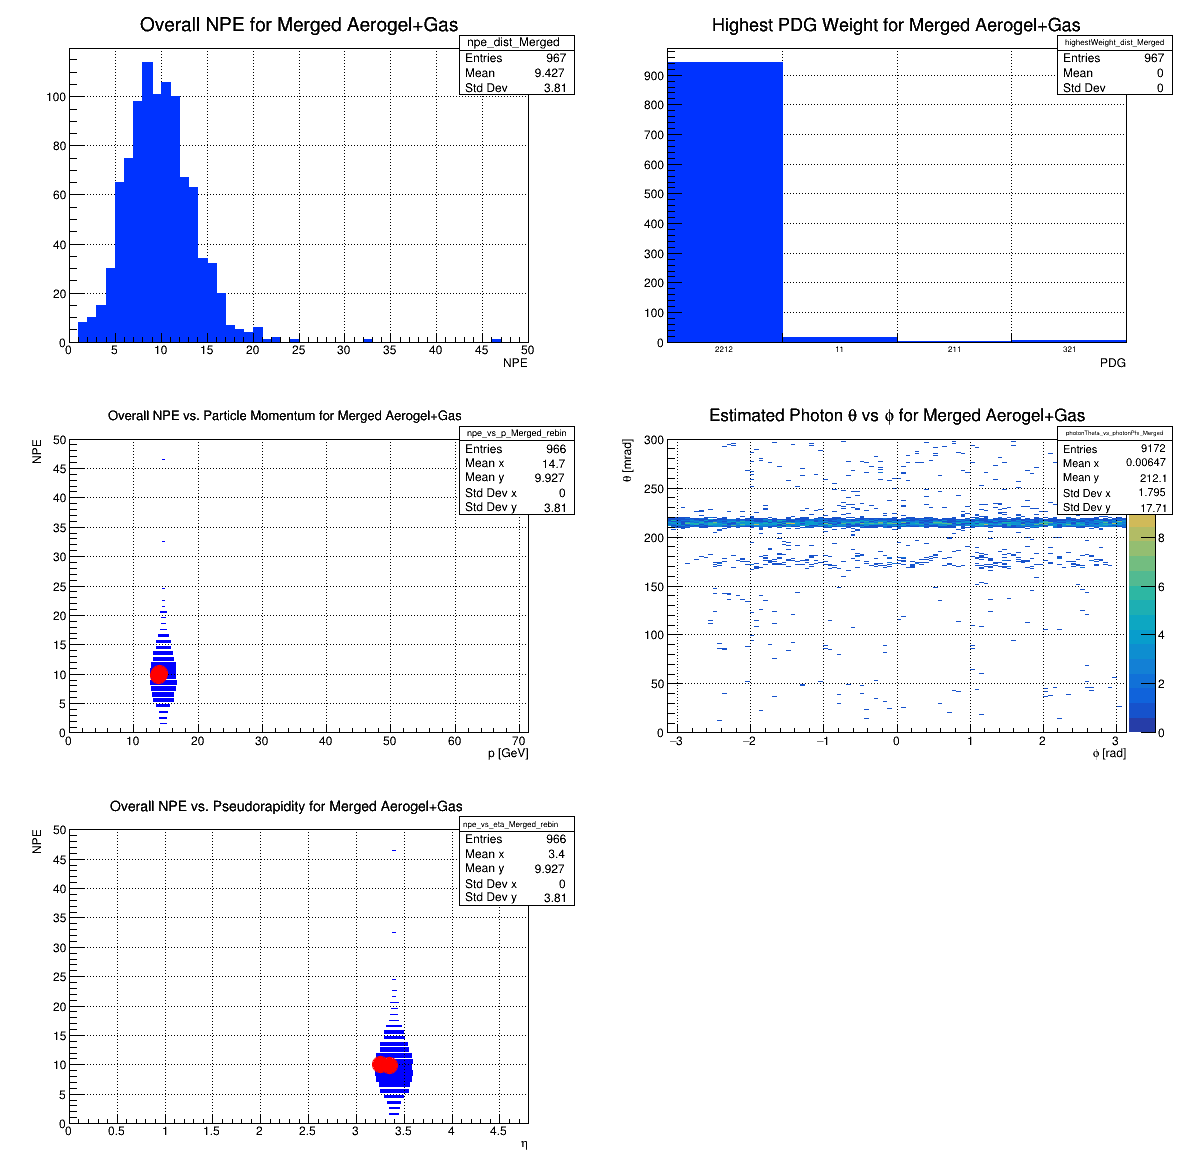 Overall NPE for Merged Aerogel+Gas
npe_dist_Merged
Entries 967
Mean 9.427
Std Dev 3.81
100
80
60
40
20
0
0 5 10 15 20 25 30 35 40 45 50
NPE
Highest PDG Weight for Merged Aerogel+Gas
highestWeight_dist_Merged
Entries 967
Mean 0
Std Dev 0
900
800
700
600
500
400
300
200
100
0
2212 11 211 321
PDG
Overall NPE vs. Particle Momentum for Merged Aerogel+Gas
npe_vs_p_Merged_rebin
Entries 966
Mean x 14.7
Mean y 9.927
Std Dev x 0
Std Dev y 3.81
NPE
50
45
40
35
30
25
20
15
10
5
0
0 10 20 30 40 50 60 70
p [GeV]
Estimated Photon θ vs ϕ for Merged Aerogel+Gas
photonTheta_vs_photonPhi_Merged
Entries 9172
Mean x 0.00647
Mean y 212.1
Std Dev x 1.795
Std Dev y 17.71
θ [mrad]
300
250
200
150
100
50
0
−3 −2 −1 0 1 2 3
ϕ [rad]
8
6
4
2
0
Overall NPE vs. Pseudorapidity for Merged Aerogel+Gas
npe_vs_eta_Merged_rebin
Entries 966
Mean x 3.4
Mean y 9.927
Std Dev x 0
Std Dev y 3.81
NPE
50
45
40
35
30
25
20
15
10
5
0
0 0.5 1 1.5 2 2.5 3 3.5 4 4.5
η